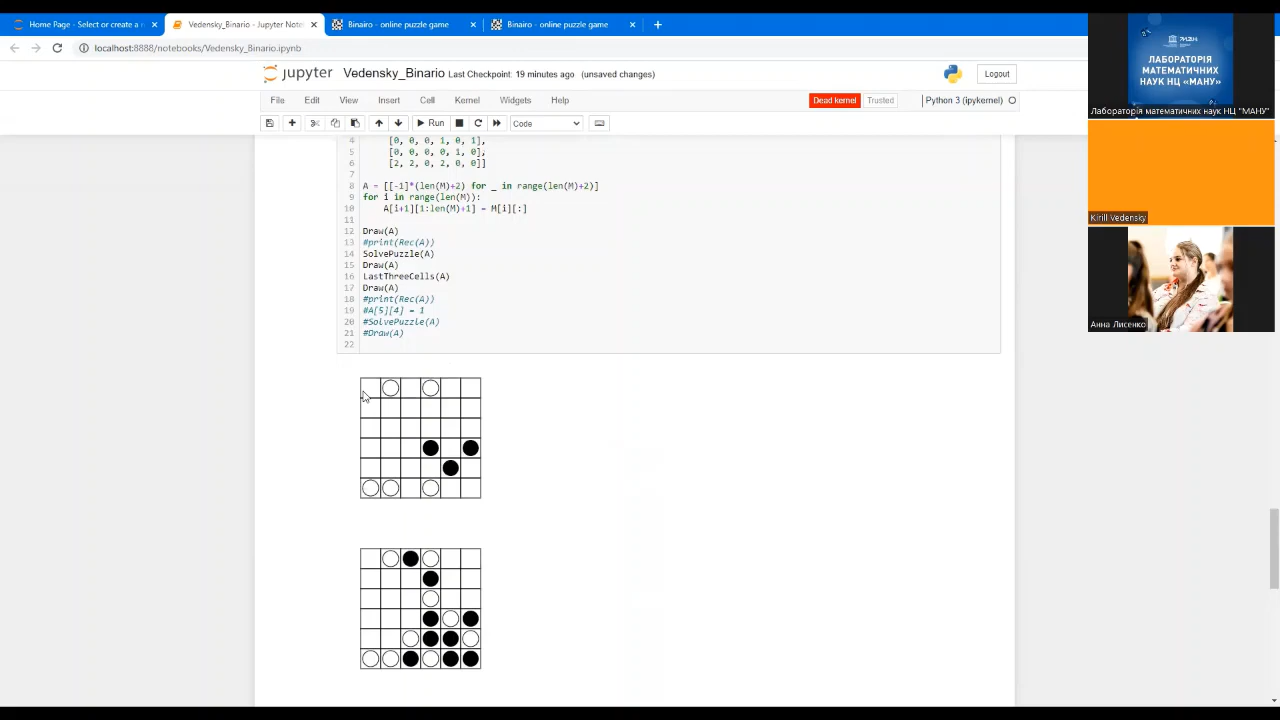 Home Page - Select or create a n
Vedensky_Binario - Jupyter Note
Binairo - online puzzle game
Binairo - online puzzle game
localhost:8888/notebooks/Vedensky_Binario.ipynb
jupyter Vedensky_Binario Last Checkpoint: 19 minutes ago (unsaved changes)
Logout
File Edit View Insert Cell Kernel Widgets Help
Dead kernel Trusted Python 3 (ipykernel)
Run Code
4 [0, 0, 0, 1, 0, 1],
5 [0, 0, 0, 0, 1, 0],
6 [2, 2, 0, 2, 0, 0]]
7
8 A = [[-1]*(len(M)+2) for _ in range(len(M)+2)]
9 for i in range(len(M)):
10 A[i+1][1:len(M)+1] = M[i][:]
11
12 Draw(A)
13 #print(Rec(A))
14 SolvePuzzle(A)
15 Draw(A)
16 LastThreeCells(A)
17 Draw(A)
18 #print(Rec(A))
19 #A[5][4] = 1
20 #SolvePuzzle(A)
21 #Draw(A)
22
ЛАБОРАТОРІЯ
МАТЕМАТИЧНИХ
НАУК НЦ «МАНУ»
Лабораторія математичних наук НЦ "МАНУ"
Kirill Vedensky
Анна Лисенко